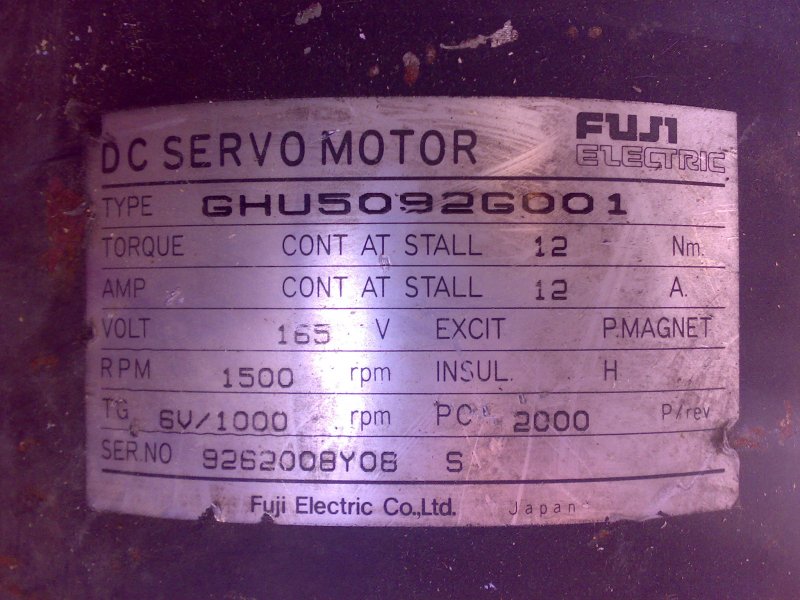 DC SERVO MOTOR FUJI ELECTRIC
TYPE GHU5092G001
TORQUE CONT AT STALL 12 Nm.
AMP CONT AT STALL 12 A.
VOLT 165 V EXCIT P.MAGNET
RPM 1500 rpm INSUL. H
TG 6V/1000 rpm PC 2000 P/rev
SER.NO 9262008Y08 S
Fuji Electric Co.,Ltd. Japan